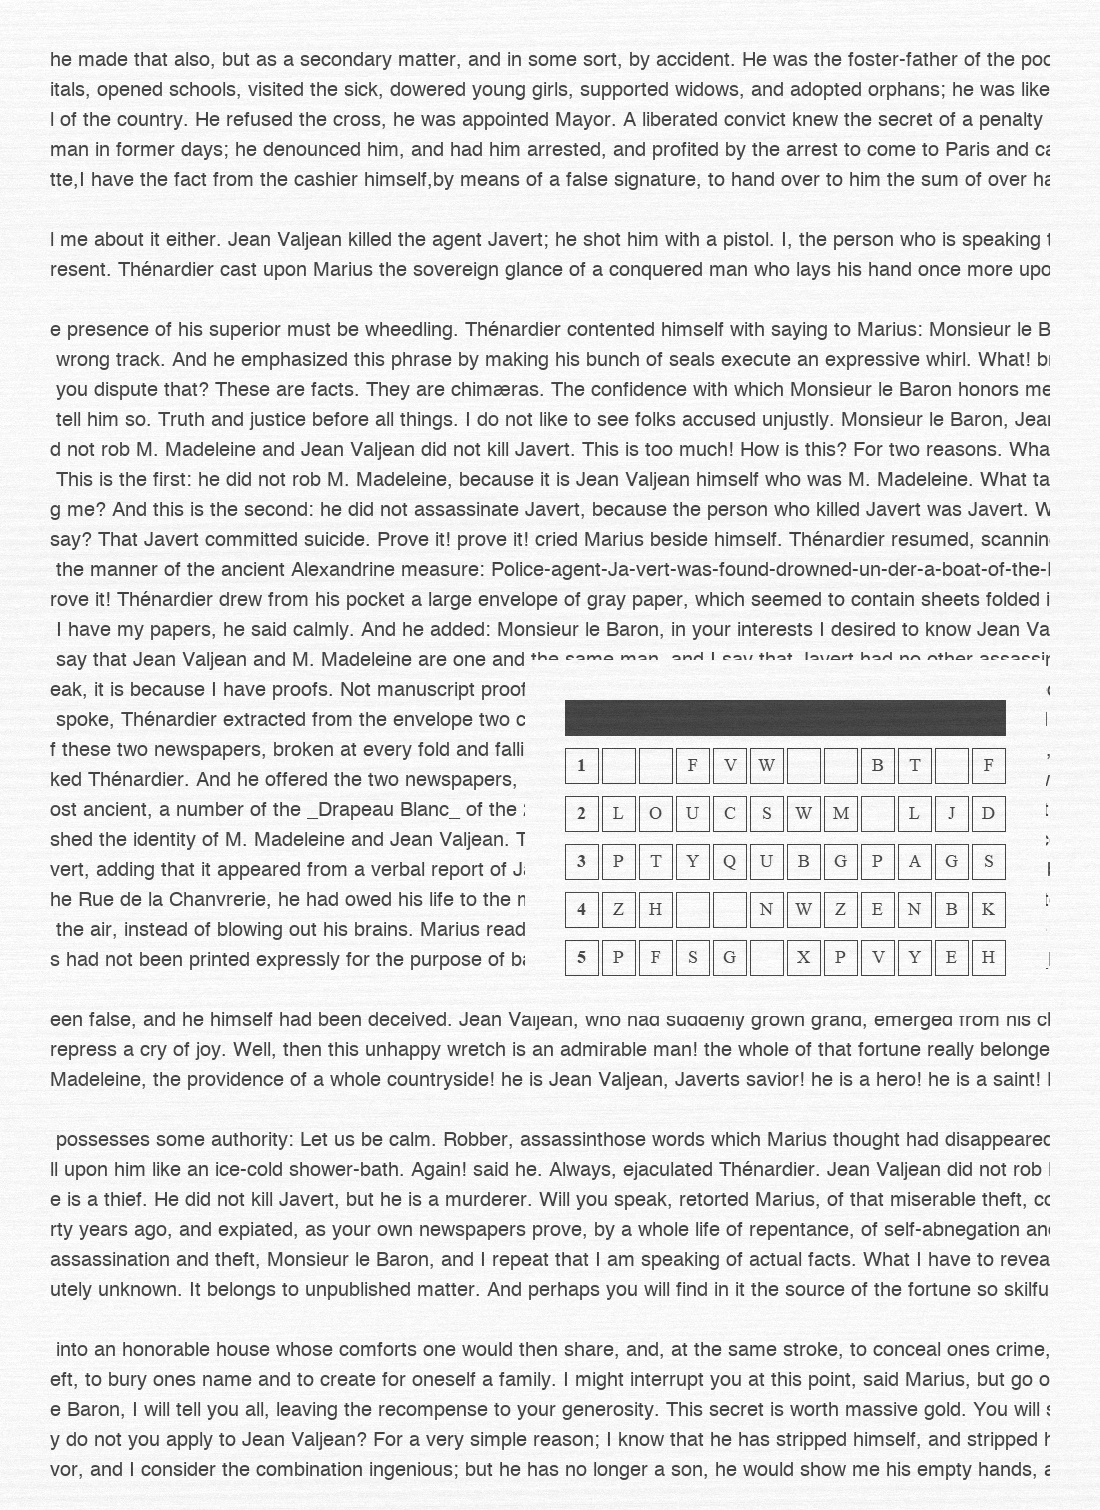 he made that also, but as a secondary matter, and in some sort, by accident. He was the foster-father of the poo
itals, opened schools, visited the sick, dowered young girls, supported widows, and adopted orphans; he was like
l of the country. He refused the cross, he was appointed Mayor. A liberated convict knew the secret of a penalty
man in former days; he denounced him, and had him arrested, and profited by the arrest to come to Paris and ca
tte,I have the fact from the cashier himself,by means of a false signature, to hand over to him the sum of over ha
l me about it either. Jean Valjean killed the agent Javert; he shot him with a pistol. I, the person who is speaking t
resent. Thénardier cast upon Marius the sovereign glance of a conquered man who lays his hand once more upo
e presence of his superior must be wheedling. Thénardier contented himself with saying to Marius: Monsieur le B
wrong track. And he emphasized this phrase by making his bunch of seals execute an expressive whirl. What! br
you dispute that? These are facts. They are chimæras. The confidence with which Monsieur le Baron honors me
tell him so. Truth and justice before all things. I do not like to see folks accused unjustly. Monsieur le Baron, Jean
d not rob M. Madeleine and Jean Valjean did not kill Javert. This is too much! How is this? For two reasons. Wha
This is the first: he did not rob M. Madeleine, because it is Jean Valjean himself who was M. Madeleine. What ta
g me? And this is the second: he did not assassinate Javert, because the person who killed Javert was Javert. W
say? That Javert committed suicide. Prove it! prove it! cried Marius beside himself. Thénardier resumed, scanning
the manner of the ancient Alexandrine measure: Police-agent-Ja-vert-was-found-drowned-un-der-a-boat-of-the-
rove it! Thénardier drew from his pocket a large envelope of gray paper, which seemed to contain sheets folded i
I have my papers, he said calmly. And he added: Monsieur le Baron, in your interests I desired to know Jean Va
say that Jean Valjean and M. Madeleine are one and the same man, and I say that Javert had no other assassin
eak, it is because I have proofs. Not manuscript proof
spoke, Thénardier extracted from the envelope two c
f these two newspapers, broken at every fold and falli
ked Thénardier. And he offered the two newspapers,
ost ancient, a number of the _Drapeau Blanc_ of the
shed the identity of M. Madeleine and Jean Valjean. T
vert, adding that it appeared from a verbal report of Ja
he Rue de la Chanvrerie, he had owed his life to the m
the air, instead of blowing out his brains. Marius read
s had not been printed expressly for the purpose of ba
1 F V W B T F
2 L O U C S W M L J D
3 P T Y Q U B G P A G S
4 Z H N W Z E N B K
5 P F S G X P V Y E H
een false, and he himself had been deceived. Jean Valjean, who had suddenly grown grand, emerged from his cl
repress a cry of joy. Well, then this unhappy wretch is an admirable man! the whole of that fortune really belonge
Madeleine, the providence of a whole countryside! he is Jean Valjean, Javerts savior! he is a hero! he is a saint!
possesses some authority: Let us be calm. Robber, assassinthose words which Marius thought had disappeared
ll upon him like an ice-cold shower-bath. Again! said he. Always, ejaculated Thénardier. Jean Valjean did not rob
e is a thief. He did not kill Javert, but he is a murderer. Will you speak, retorted Marius, of that miserable theft, co
rty years ago, and expiated, as your own newspapers prove, by a whole life of repentance, of self-abnegation and
assassination and theft, Monsieur le Baron, and I repeat that I am speaking of actual facts. What I have to revea
utely unknown. It belongs to unpublished matter. And perhaps you will find in it the source of the fortune so skilfu
into an honorable house whose comforts one would then share, and, at the same stroke, to conceal ones crime,
eft, to bury ones name and to create for oneself a family. I might interrupt you at this point, said Marius, but go o
e Baron, I will tell you all, leaving the recompense to your generosity. This secret is worth massive gold. You will s
y do not you apply to Jean Valjean? For a very simple reason; I know that he has stripped himself, and stripped h
vor, and I consider the combination ingenious; but he has no longer a son, he would show me his empty hands, a